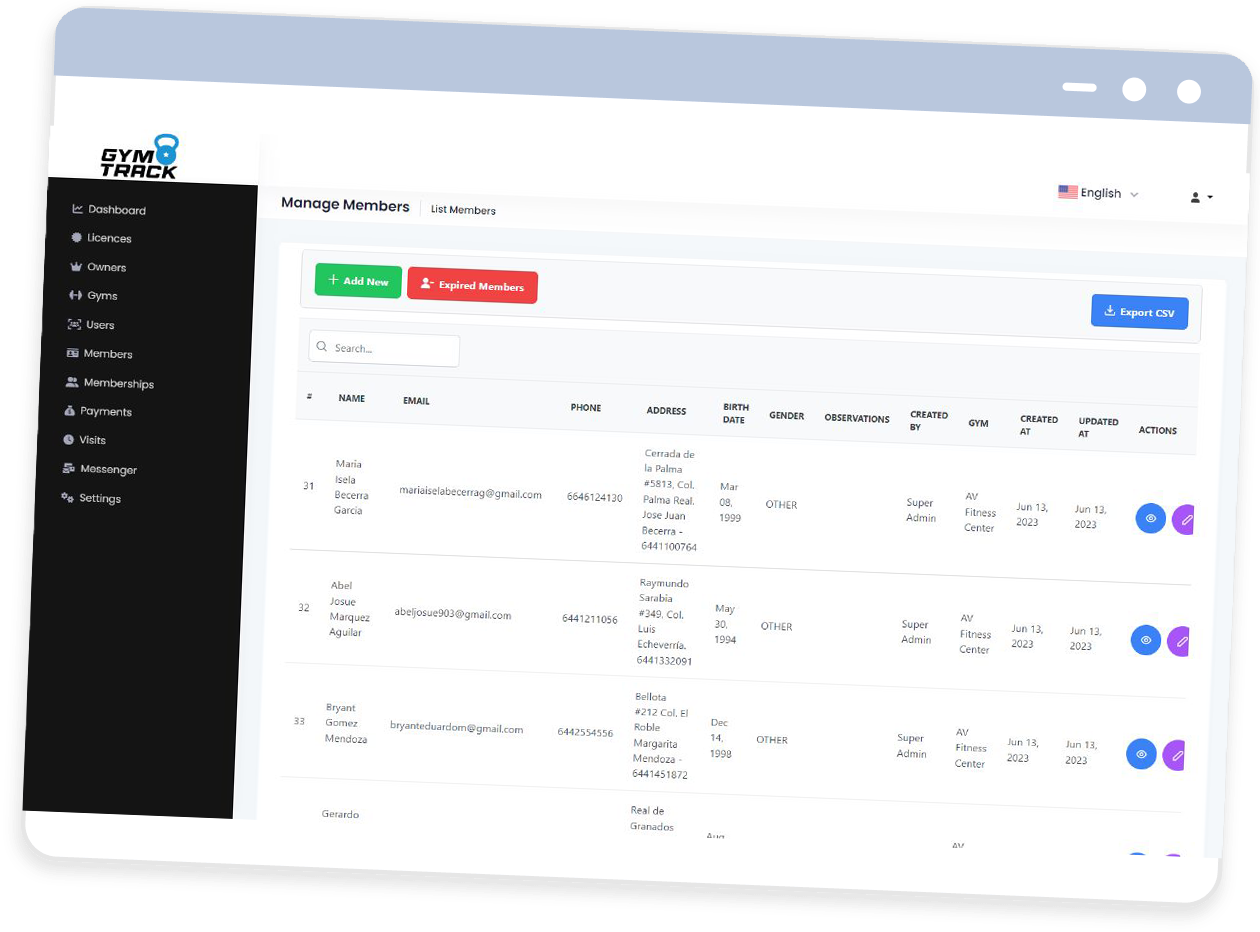 GYM
TRACK
English
Manage Members
List Members
Dashboard
Licences
Owners
Gyms
Users
Members
Memberships
Payments
Visits
Messenger
Settings
+ Add New
Expired Members
Export CSV
Search...
# NAME EMAIL PHONE ADDRESS BIRTH DATE GENDER OBSERVATIONS CREATED BY GYM CREATED AT UPDATED AT ACTIONS
31
Maria
Isela
Becerra
Garcia
mariaiselabecerrag@gmail.com
6646124130
Cerrada de
la Palma
#5813, Col.
Palma Real.
Jose Juan
Becerra -
6441100764
Mar
08,
1999
OTHER
Super
Admin
AV
Fitness
Center
Jun 13,
2023
Jun 13,
2023
32
Abel
Josue
Marquez
Aguilar
abeljosue903@gmail.com
6441211056
Raymundo
Sarabia
#349, Col.
Luis
Echeverría.
6441332091
May
30,
1994
OTHER
Super
Admin
AV
Fitness
Center
Jun 13,
2023
Jun 13,
2023
33
Bryant
Gomez
Mendoza
bryanteduardom@gmail.com
6442554556
Bellota
#212 Col. El
Roble
Margarita
Mendoza -
6441451872
Dec
14,
1998
OTHER
Super
Admin
AV
Fitness
Center
Jun 13,
2023
Jun 13,
2023
Gerardo
Real de
Granados
Aug
AV